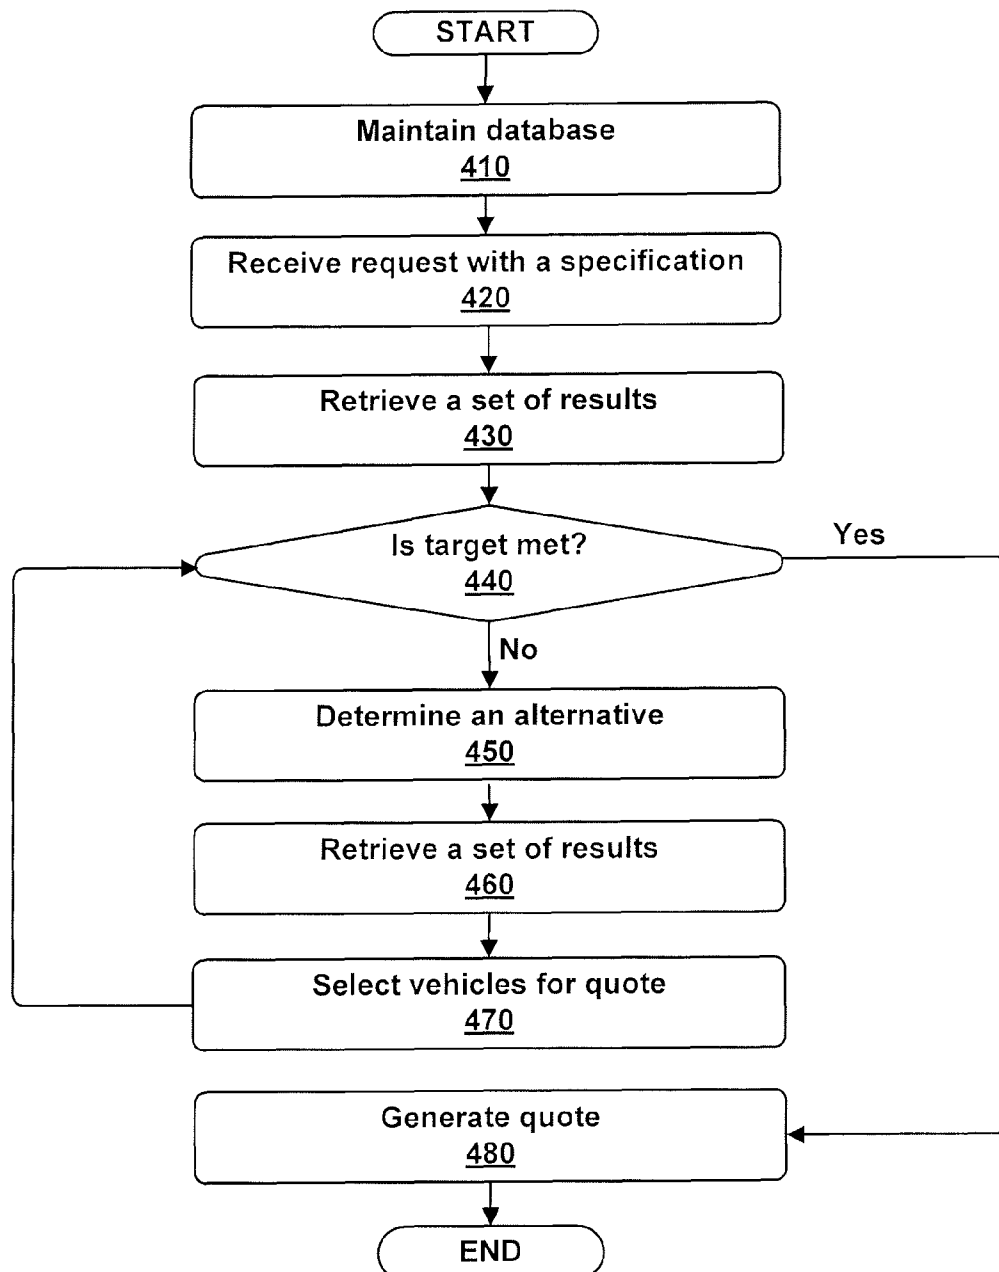 START
Maintain database
410
Receive request with a specification
420
Retrieve a set of results
430
Is target met?
440
Yes
No
Determine an alternative
450
Retrieve a set of results
460
Select vehicles for quote
470
Generate quote
480
END